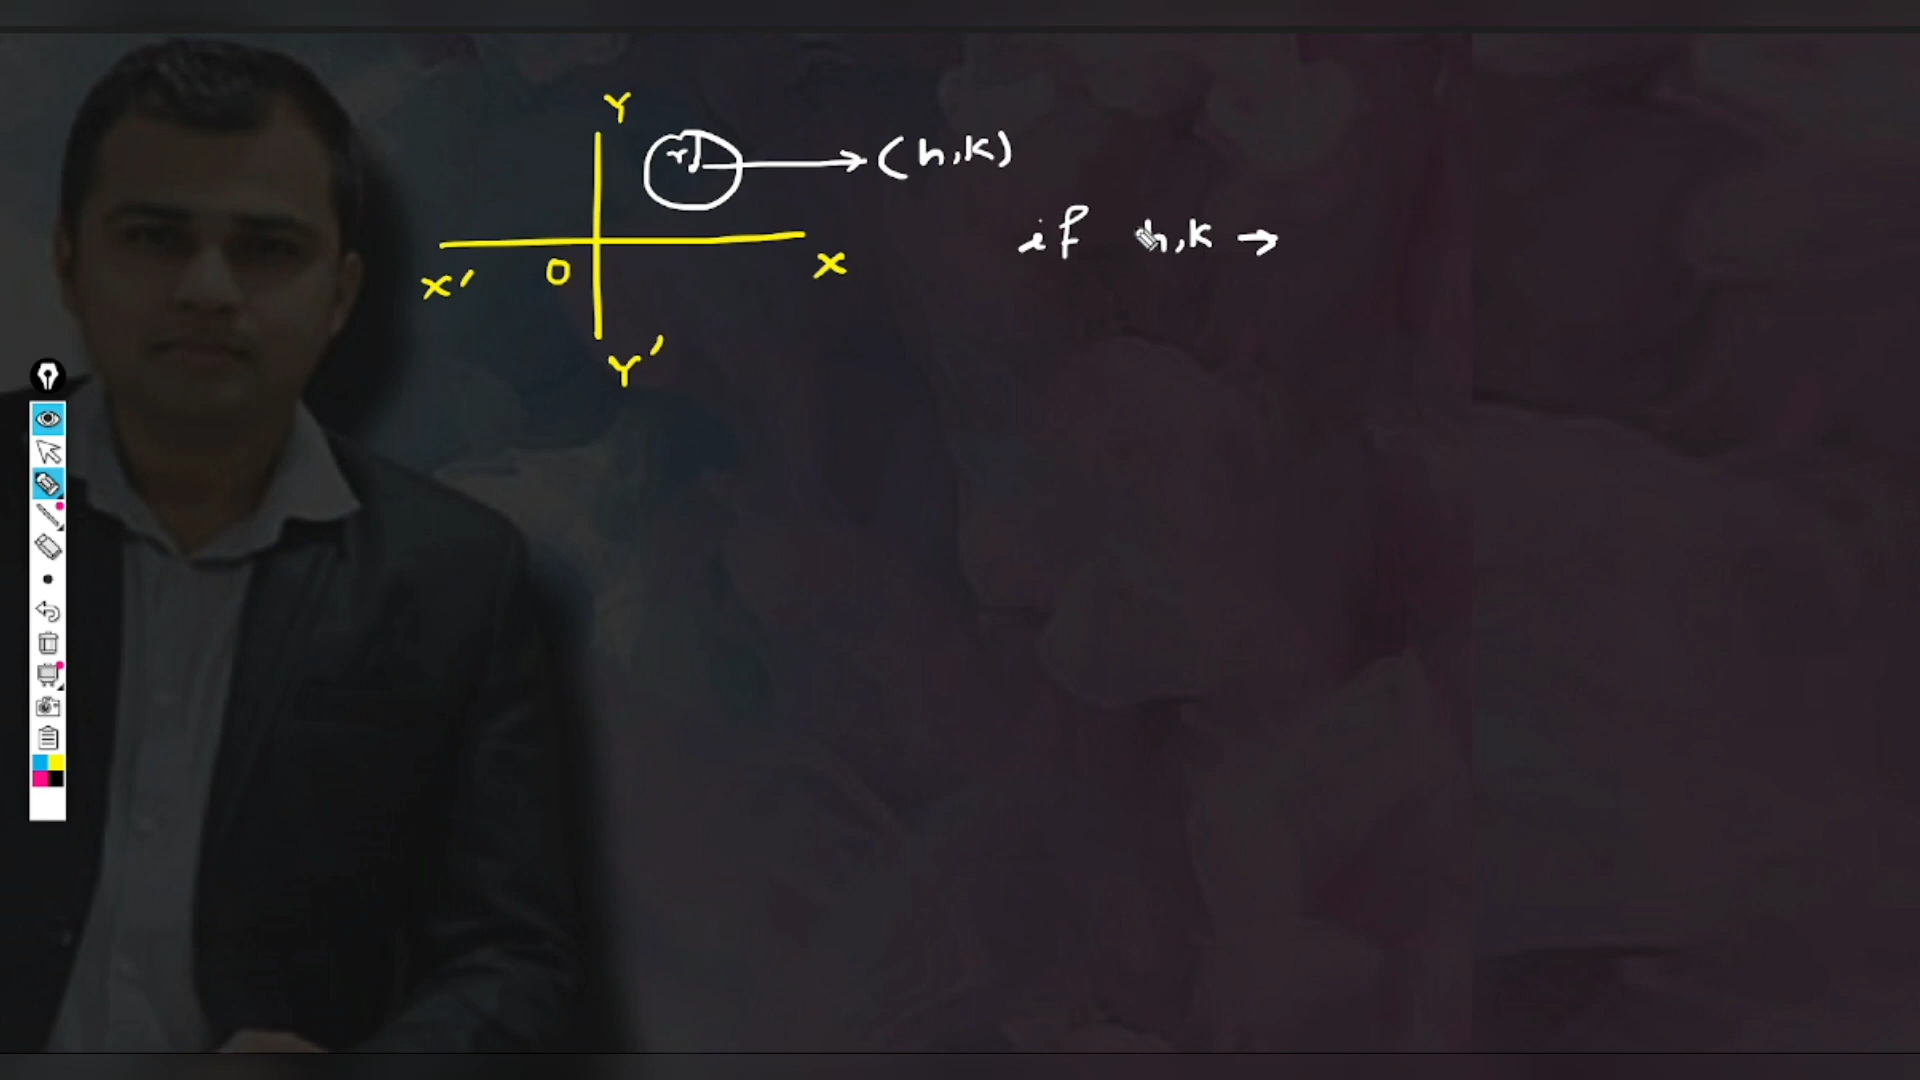 Y
r
(h,k)
if h,k →
X' O X
Y'